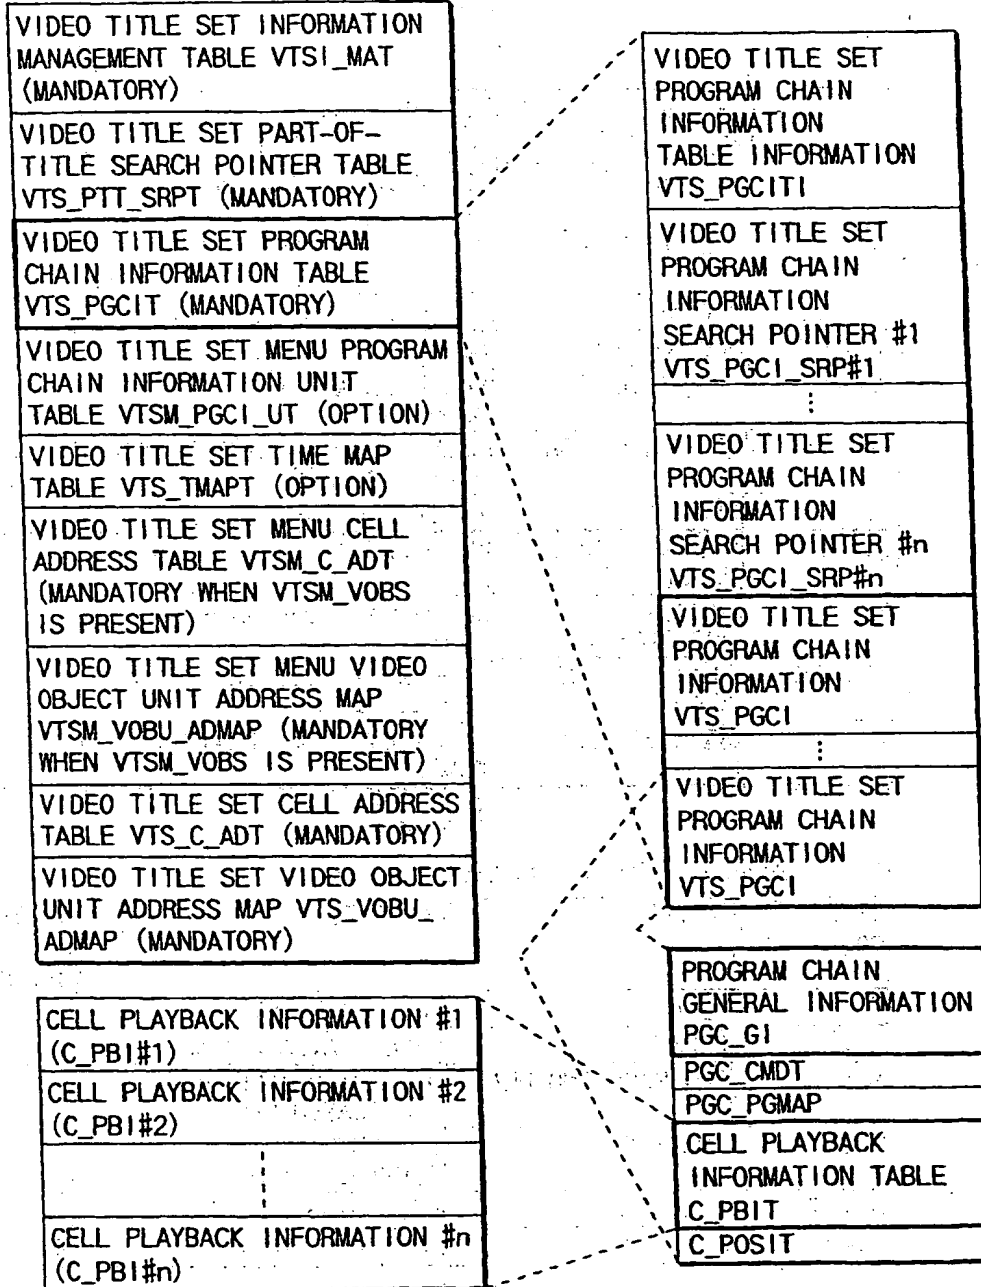 VIDEO TITLE SET INFORMATION
MANAGEMENT TABLE VTSI_MAT
(MANDATORY)
VIDEO TITLE SET PART-OF-
TITLE SEARCH POINTER TABLE
VTS_PTT_SRPT (MANDATORY)
VIDEO TITLE SET PROGRAM
CHAIN INFORMATION TABLE
VTS_PGCIT (MANDATORY)
VIDEO TITLE SET MENU PROGRAM
CHAIN INFORMATION UNIT
TABLE VTSM_PGCI_UT (OPTION)
VIDEO TITLE SET TIME MAP
TABLE VTS_TMAPT (OPTION)
VIDEO TITLE SET MENU CELL
ADDRESS TABLE VTSM_C_ADT
(MANDATORY WHEN VTSM_VOBS
IS PRESENT)
VIDEO TITLE SET MENU VIDEO
OBJECT UNIT ADDRESS MAP
VTSM_VOBU_ADMAP (MANDATORY
WHEN VTSM_VOBS IS PRESENT)
VIDEO TITLE SET CELL ADDRESS
TABLE VTS_C_ADT (MANDATORY)
VIDEO TITLE SET VIDEO OBJECT
UNIT ADDRESS MAP VTS_VOBU_
ADMAP (MANDATORY)
VIDEO TITLE SET
PROGRAM CHAIN
INFORMATION
TABLE INFORMATION
VTS_PGCITI
VIDEO TITLE SET
PROGRAM CHAIN
INFORMATION
SEARCH POINTER #1
VTS_PGCI_SRP#1
VIDEO TITLE SET
PROGRAM CHAIN
INFORMATION
SEARCH POINTER #n
VTS_PGCI_SRP#n
VIDEO TITLE SET
PROGRAM CHAIN
INFORMATION
VTS_PGCI
VIDEO TITLE SET
PROGRAM CHAIN
INFORMATION
VTS_PGCI
PROGRAM CHAIN
GENERAL INFORMATION
PGC_GI
PGC_CMDT
PGC_PGMAP
CELL PLAYBACK
INFORMATION TABLE
C_PBIT
C_POSIT
CELL PLAYBACK INFORMATION #1
(C_PBI#1)
CELL PLAYBACK INFORMATION #2
(C_PBI#2)
CELL PLAYBACK INFORMATION #n
(C_PBI#n)